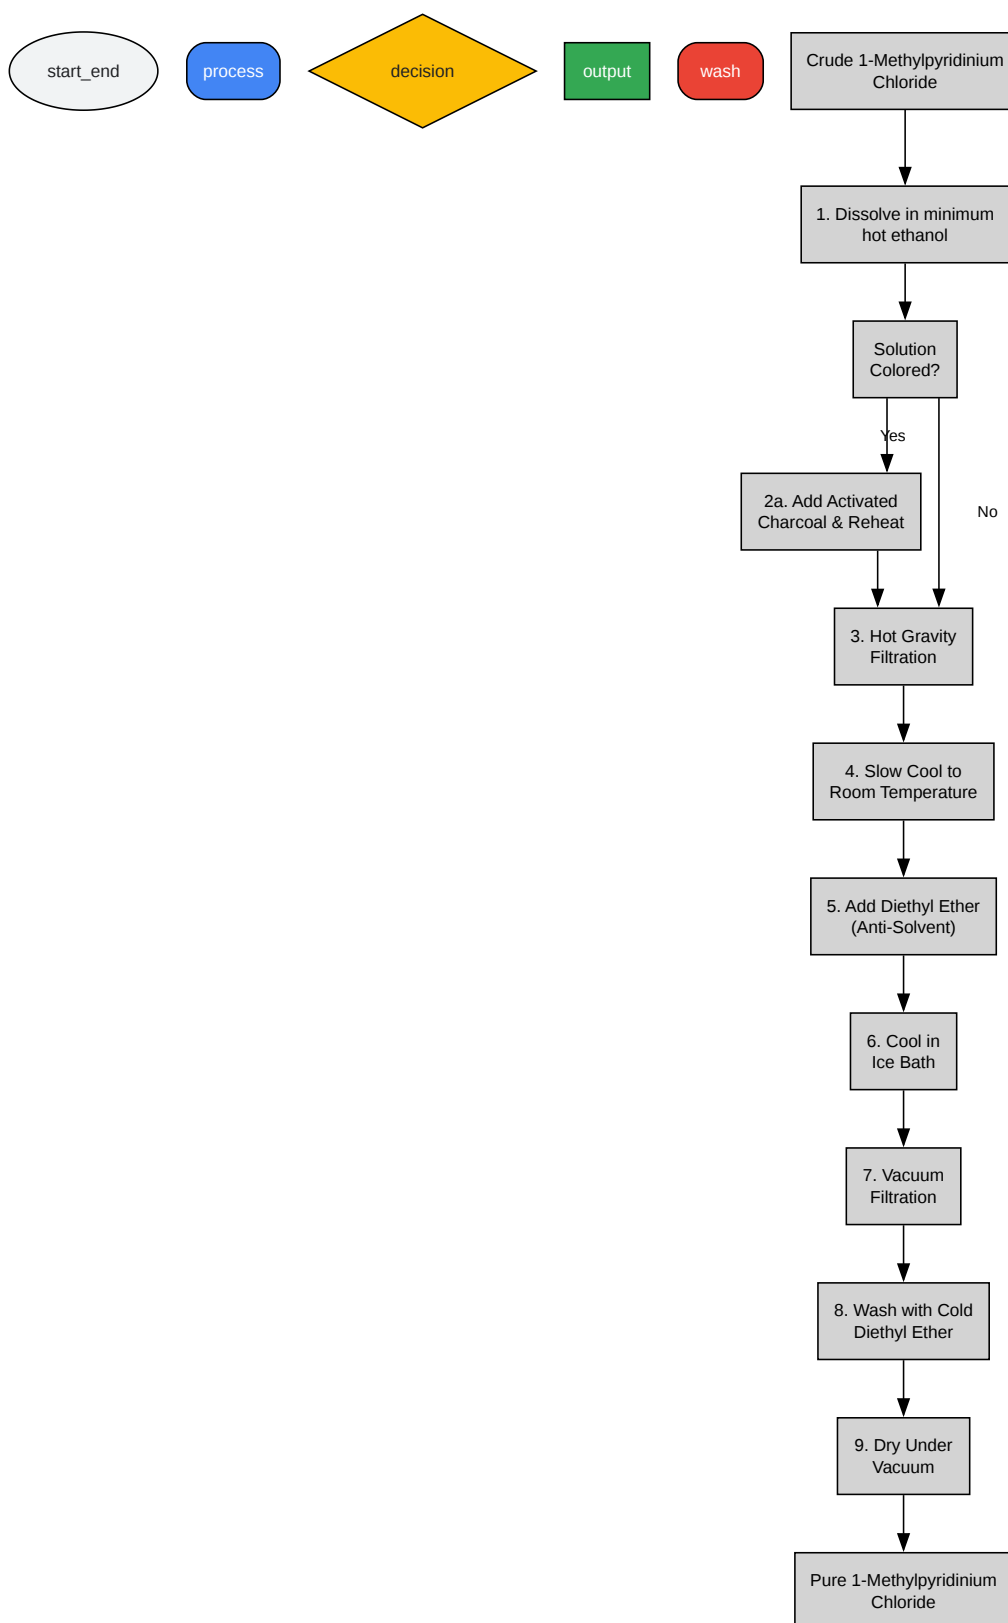 start_end
process
decision
output
wash
Crude 1-Methylpyridinium
Chloride
1. Dissolve in minimum
hot ethanol
Solution
Colored?
Yes
2a. Add Activated
Charcoal & Reheat
No
3. Hot Gravity
Filtration
4. Slow Cool to
Room Temperature
5. Add Diethyl Ether
(Anti-Solvent)
6. Cool in
Ice Bath
7. Vacuum
Filtration
8. Wash with Cold
Diethyl Ether
9. Dry Under
Vacuum
Pure 1-Methylpyridinium
Chloride